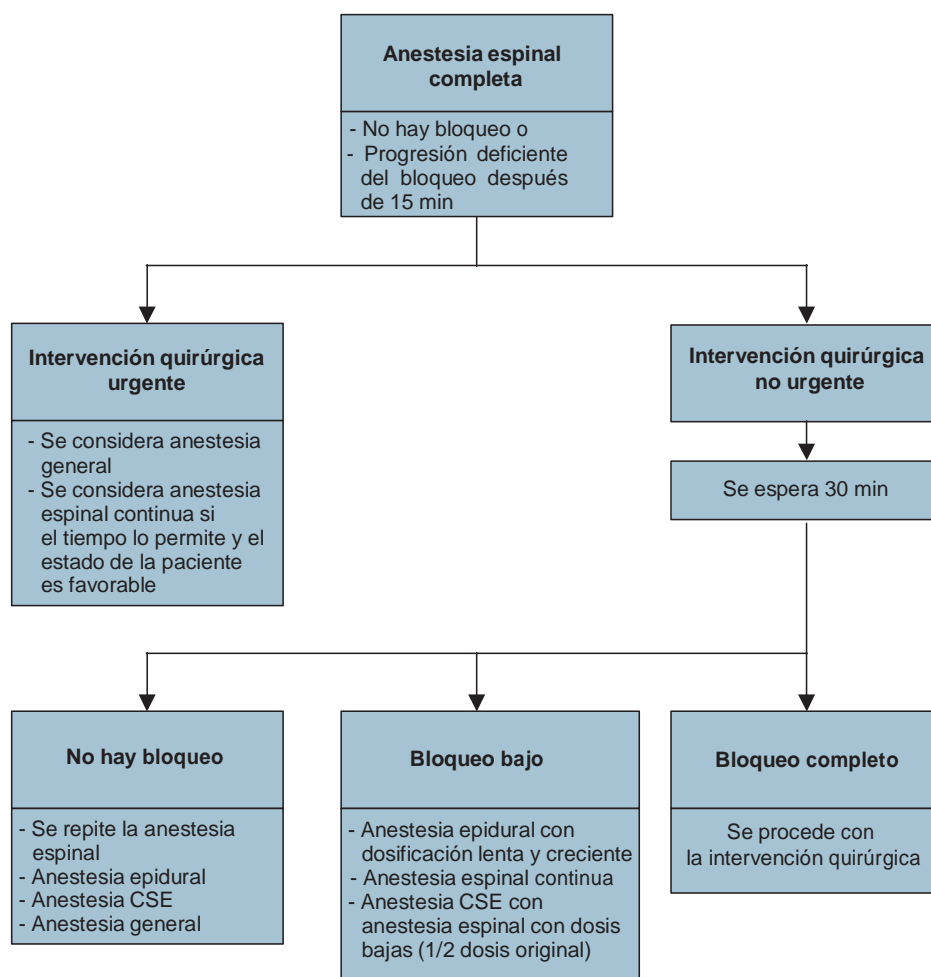 Anestesia espinal
completa
- No hay bloqueo o
- Progresión deficiente
del bloqueo después
de 15 min
Intervención quirúrgica
urgente
- Se considera anestesia
general
- Se considera anestesia
espinal continua si
el tiempo lo permite y el
estado de la paciente
es favorable
Intervención quirúrgica
no urgente
Se espera 30 min
No hay bloqueo
- Se repite la anestesia
espinal
- Anestesia epidural
- Anestesia CSE
- Anestesia general
Bloqueo bajo
- Anestesia epidural con
dosificación lenta y creciente
- Anestesia espinal continua
- Anestesia CSE con
anestesia espinal con dosis
bajas (1/2 dosis original)
Bloqueo completo
Se procede con
la intervención quirúrgica